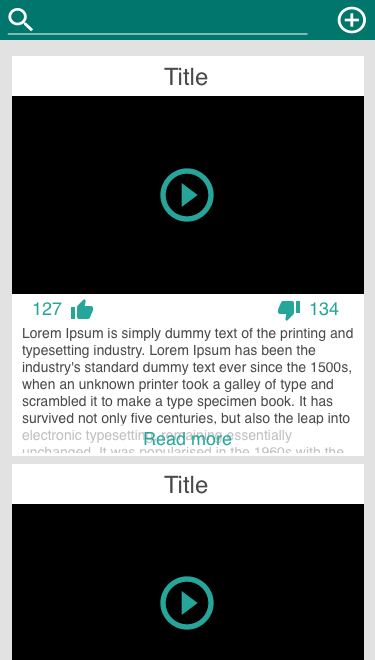 Title
127
134
Lorem Ipsum is simply dummy text of the printing and
typesetting industry. Lorem Ipsum has been the
industry's standard dummy text ever since the 1500s,
when an unknown printer took a galley of type and
scrambled it to make a type specimen book. It has
survived not only five centuries, but also the leap into
electronic typesetting, remaining essentially
Read more
unchanged. It was popularised in the 1960s with the
Title